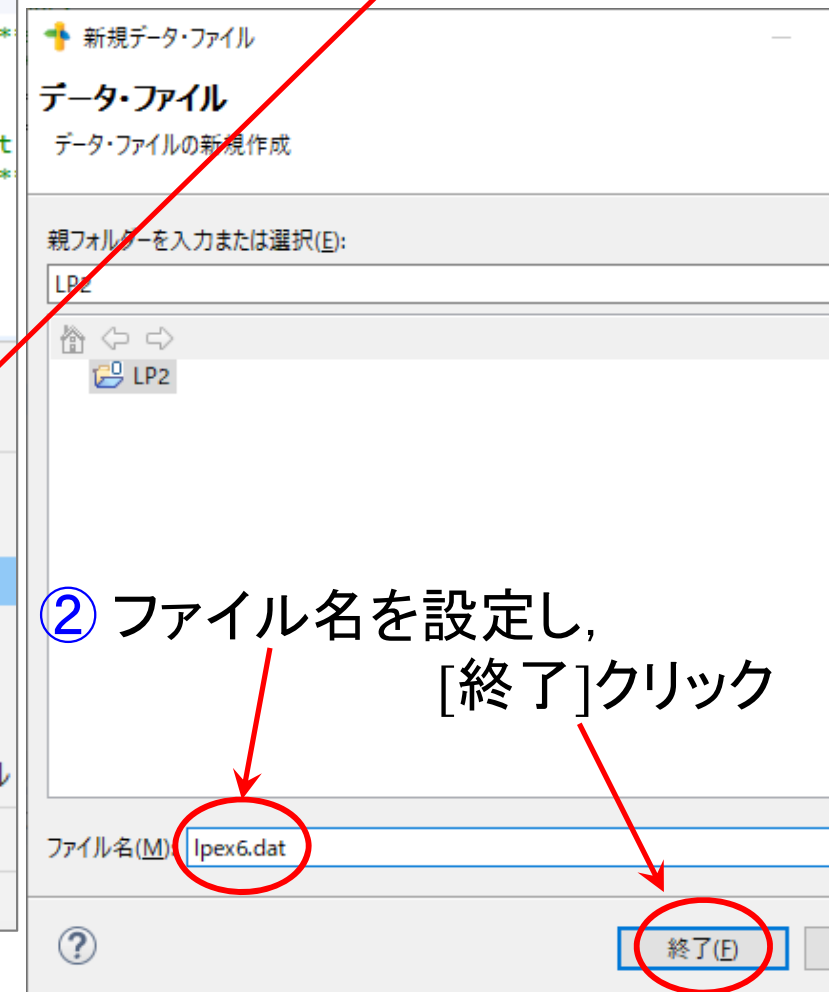 新規データ・ファイル
データ・ファイル
データ・ファイルの新規作成
親フォルダーを入力または選択(E):
LP2
LP2
② ファイル名を設定し,
[終了]クリック
ファイル名(M): lpex6.dat
終了(F)